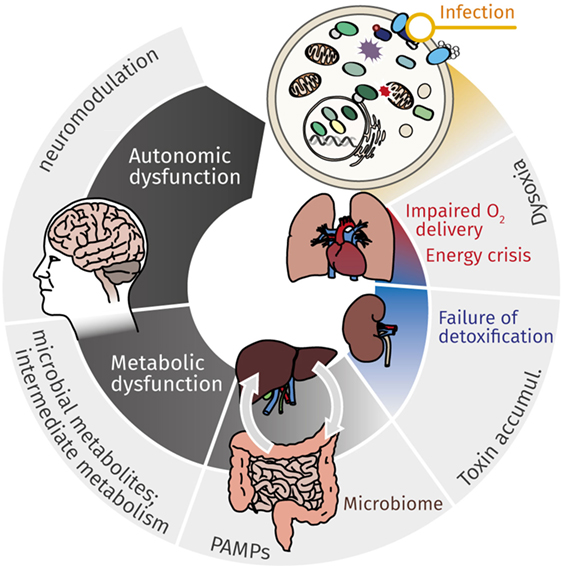 Infection
Dysoxia
Impaired O₂
delivery
Energy crisis
Failure of
detoxification
Toxin accumul.
Microbiome
PAMPs
Metabolic
dysfunction
microbial metabolites;
intermediate metabolism
Autonomic
dysfunction
neuromodulation